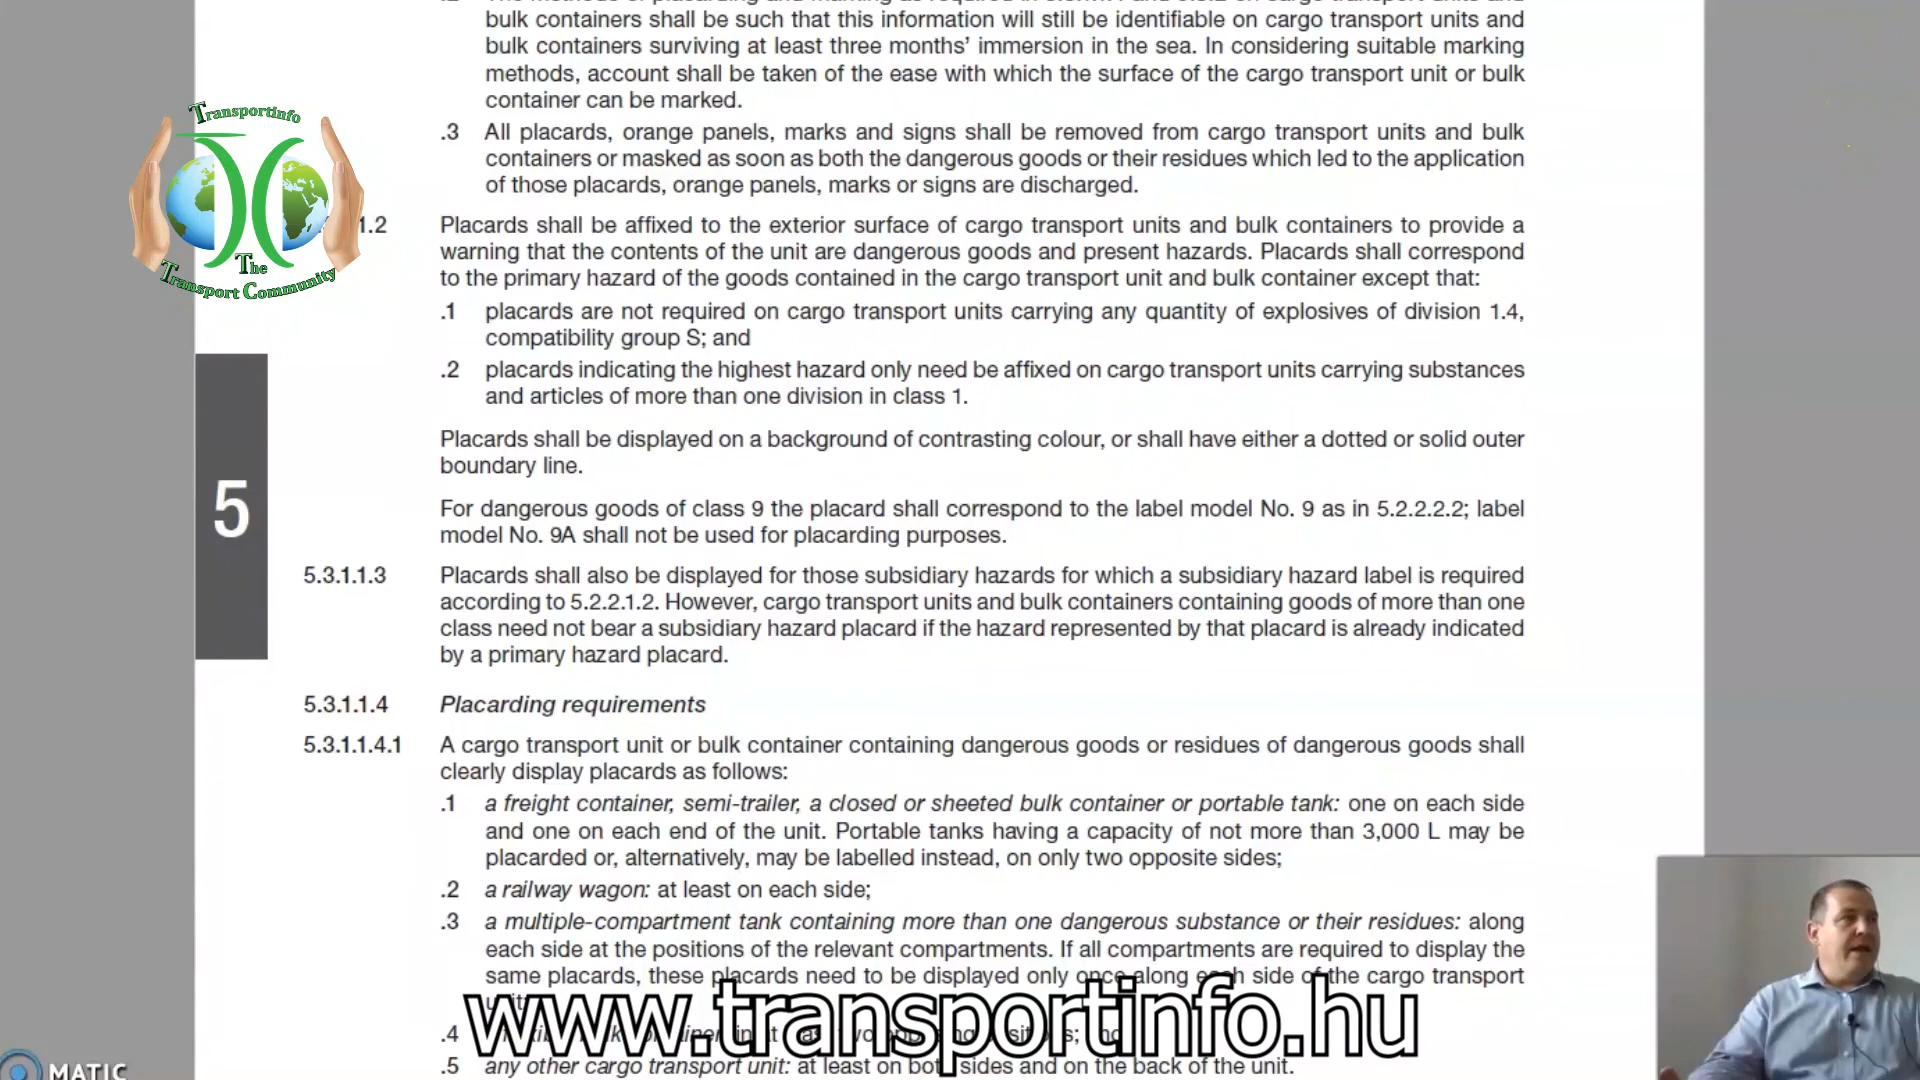 bulk containers shall be such that this information will still be identifiable on cargo transport units and
bulk containers surviving at least three months' immersion in the sea. In considering suitable marking
methods, account shall be taken of the ease with which the surface of the cargo transport unit or bulk
container can be marked.
.3 All placards, orange panels, marks and signs shall be removed from cargo transport units and bulk
containers or masked as soon as both the dangerous goods or their residues which led to the application
of those placards, orange panels, marks or signs are discharged.
Transportinfo
The
Transport Community
1.2 Placards shall be affixed to the exterior surface of cargo transport units and bulk containers to provide a
warning that the contents of the unit are dangerous goods and present hazards. Placards shall correspond
to the primary hazard of the goods contained in the cargo transport unit and bulk container except that:
.1 placards are not required on cargo transport units carrying any quantity of explosives of division 1.4,
compatibility group S; and
.2 placards indicating the highest hazard only need be affixed on cargo transport units carrying substances
and articles of more than one division in class 1.
Placards shall be displayed on a background of contrasting colour, or shall have either a dotted or solid outer
boundary line.
5
For dangerous goods of class 9 the placard shall correspond to the label model No. 9 as in 5.2.2.2.2; label
model No. 9A shall not be used for placarding purposes.
5.3.1.1.3 Placards shall also be displayed for those subsidiary hazards for which a subsidiary hazard label is required
according to 5.2.2.1.2. However, cargo transport units and bulk containers containing goods of more than one
class need not bear a subsidiary hazard placard if the hazard represented by that placard is already indicated
by a primary hazard placard.
5.3.1.1.4 Placarding requirements
5.3.1.1.4.1 A cargo transport unit or bulk container containing dangerous goods or residues of dangerous goods shall
clearly display placards as follows:
.1 a freight container, semi-trailer, a closed or sheeted bulk container or portable tank: one on each side
and one on each end of the unit. Portable tanks having a capacity of not more than 3,000 L may be
placarded or, alternatively, may be labelled instead, on only two opposite sides;
.2 a railway wagon: at least on each side;
.3 a multiple-compartment tank containing more than one dangerous substance or their residues: along
each side at the positions of the relevant compartments. If all compartments are required to display the
same placards, these placards need to be displayed only once along each side of the cargo transport
www.transportinfo.hu
.4
.5 any other cargo transport unit: at least on both sides and on the back of the unit.
MATIC